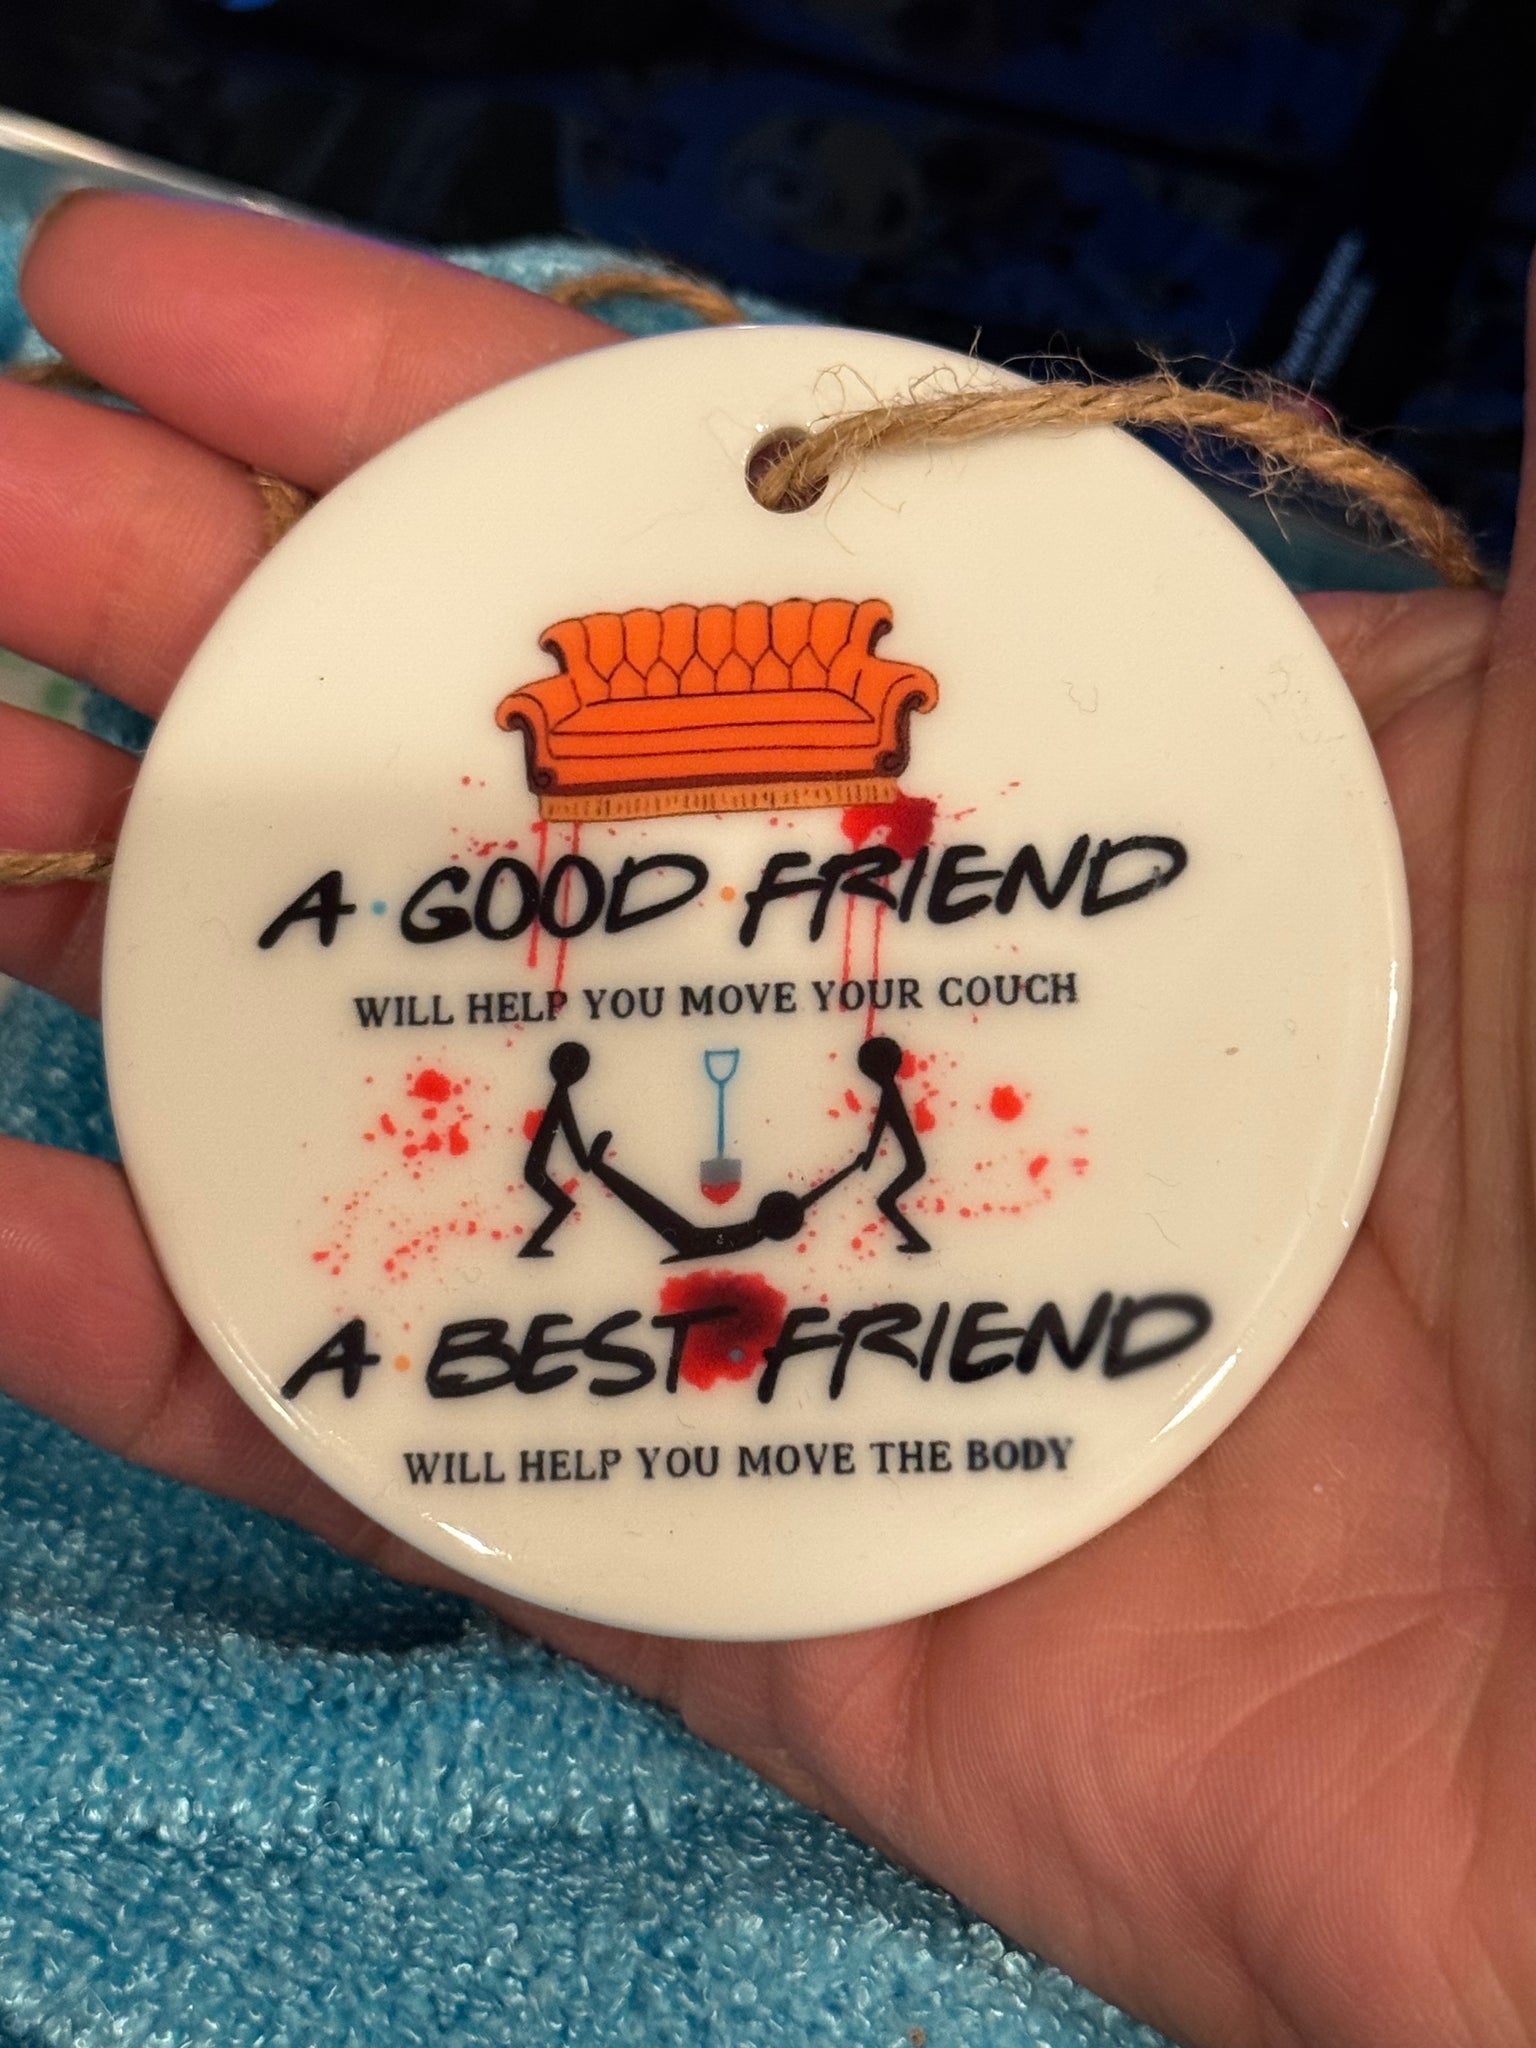 A·GOOD·FRIEND
WILL HELP YOU MOVE YOUR COUCH
A·BEST·FRIEND
WILL HELP YOU MOVE THE BODY